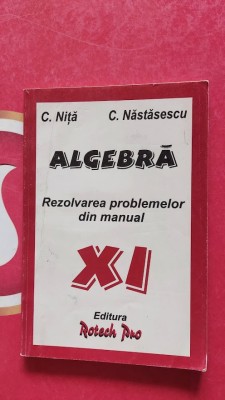 C. Niță C. Năstăsescu
ALGEBRĂ
Rezolvarea problemelor
din manual
XI
Editura
Rotech Pro